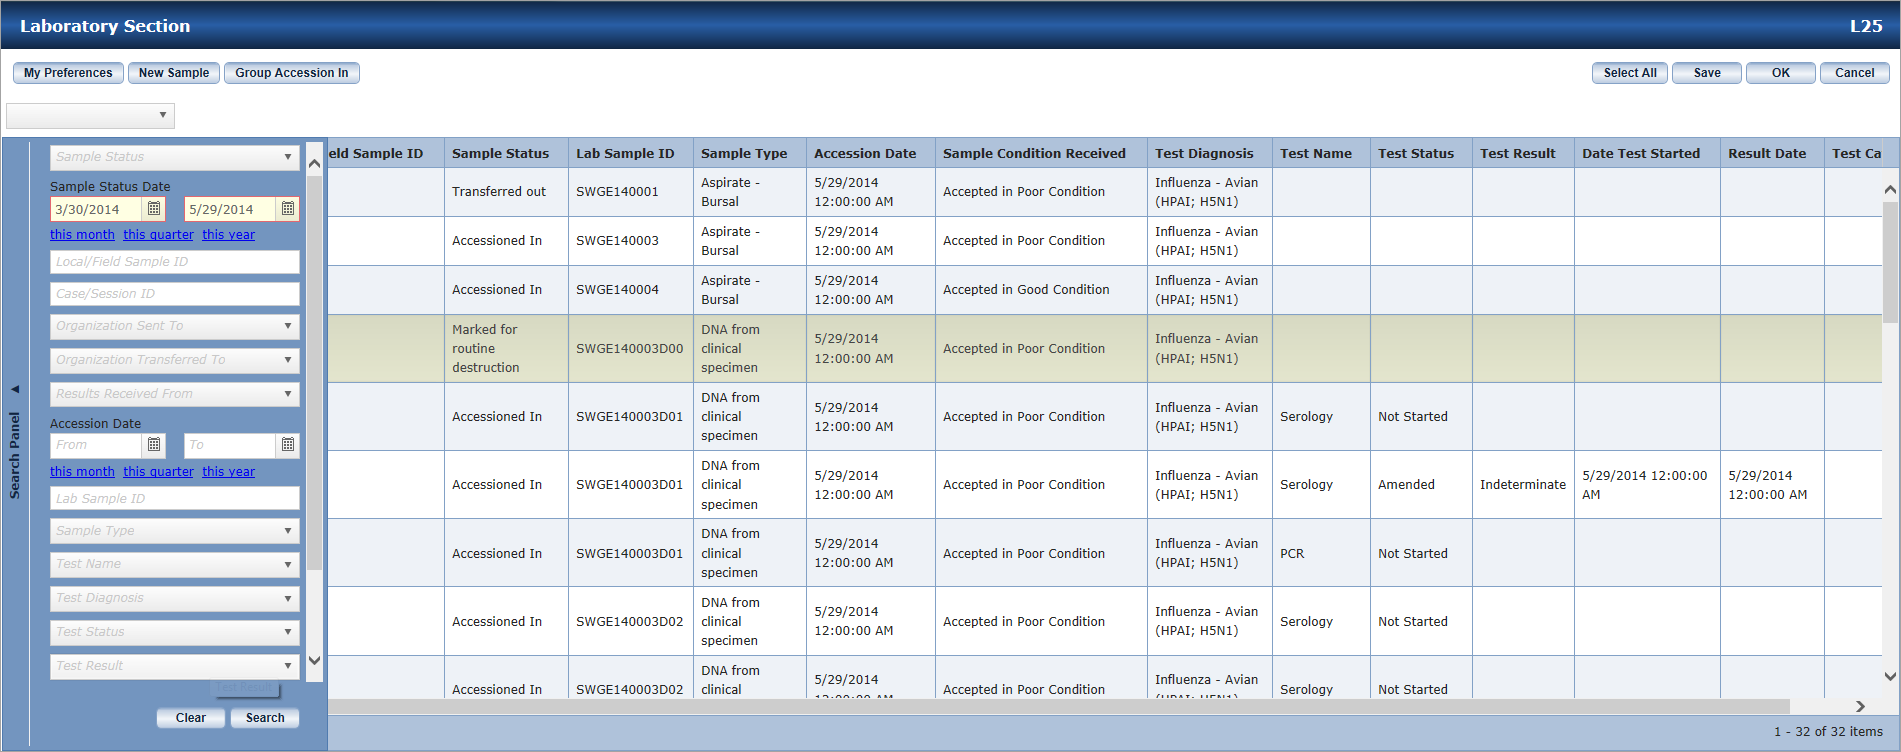 Laboratory Section
L25
My Preferences
New Sample
Group Accession In
Select All
Save
OK
Cancel
Search Panel
Sample Status
Sample Status Date
3/30/2014
5/29/2014
this month this quarter this year
Local/Field Sample ID
Case/Session ID
Organization Sent To
Organization Transferred To
Results Received From
Accession Date
From
To
this month this quarter this year
Lab Sample ID
Sample Type
Test Name
Test Diagnosis
Test Status
Test Result
Test Result
Clear
Search
eld Sample ID
Sample Status
Lab Sample ID
Sample Type
Accession Date
Sample Condition Received
Test Diagnosis
Test Name
Test Status
Test Result
Date Test Started
Result Date
Test Ca
Transferred out
SWGE140001
Aspirate -
Bursal
5/29/2014
12:00:00 AM
Accepted in Poor Condition
Influenza - Avian
(HPAI; H5N1)
Accessioned In
SWGE140003
Aspirate -
Bursal
5/29/2014
12:00:00 AM
Accepted in Poor Condition
Influenza - Avian
(HPAI; H5N1)
Accessioned In
SWGE140004
Aspirate -
Bursal
5/29/2014
12:00:00 AM
Accepted in Good Condition
Influenza - Avian
(HPAI; H5N1)
Marked for
routine
destruction
SWGE140003D00
DNA from
clinical
specimen
5/29/2014
12:00:00 AM
Accepted in Poor Condition
Influenza - Avian
(HPAI; H5N1)
Accessioned In
SWGE140003D01
DNA from
clinical
specimen
5/29/2014
12:00:00 AM
Accepted in Poor Condition
Influenza - Avian
(HPAI; H5N1)
Serology
Not Started
Accessioned In
SWGE140003D01
DNA from
clinical
specimen
5/29/2014
12:00:00 AM
Accepted in Poor Condition
Influenza - Avian
(HPAI; H5N1)
Serology
Amended
Indeterminate
5/29/2014 12:00:00
AM
5/29/2014
12:00:00 AM
Accessioned In
SWGE140003D01
DNA from
clinical
specimen
5/29/2014
12:00:00 AM
Accepted in Poor Condition
Influenza - Avian
(HPAI; H5N1)
PCR
Not Started
Accessioned In
SWGE140003D02
DNA from
clinical
specimen
5/29/2014
12:00:00 AM
Accepted in Poor Condition
Influenza - Avian
(HPAI; H5N1)
Serology
Not Started
Accessioned In
SWGE140003D02
DNA from
clinical
5/29/2014
12:00:00 AM
Accepted in Poor Condition
Influenza - Avian
(HPAI; H5N1)
Serology
Not Started
1 - 32 of 32 items